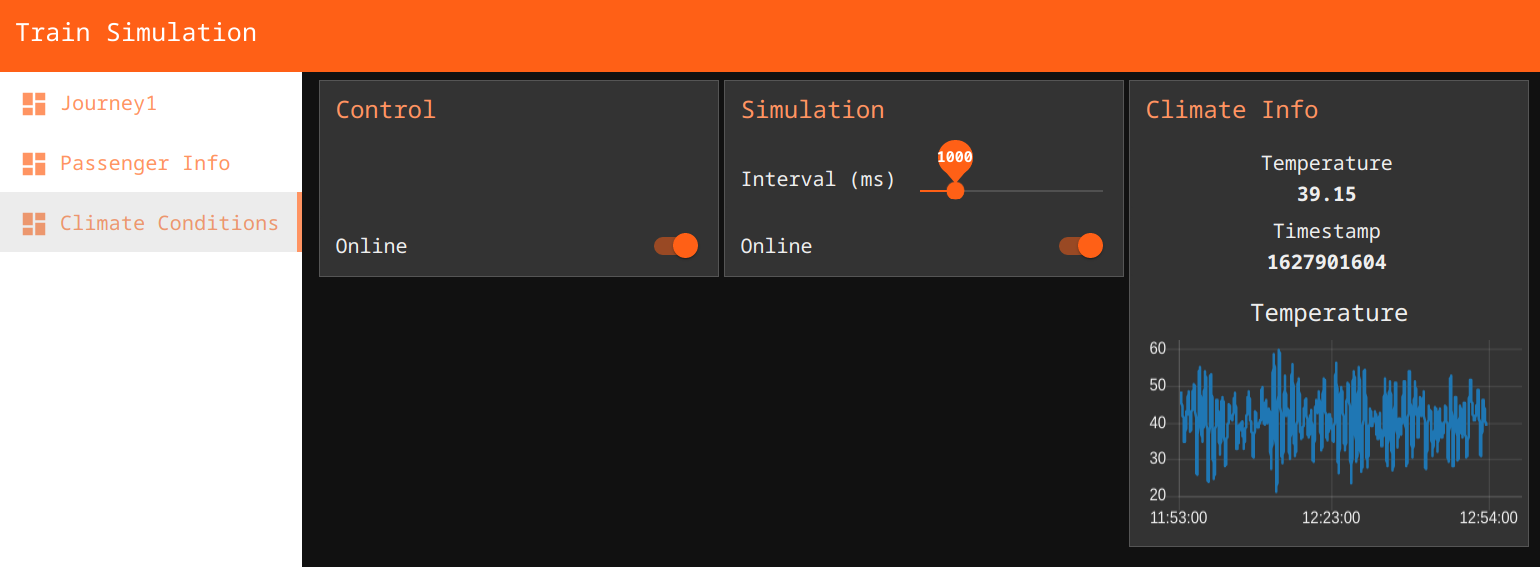 Train Simulation
Journey1
Passenger Info
Climate Conditions
Control
Online
Simulation
1000
Interval (ms)
Online
Climate Info
Temperature
39.15
Timestamp
1627901604
Temperature
60
50
40
30
20
11:53:00 12:23:00 12:54:00